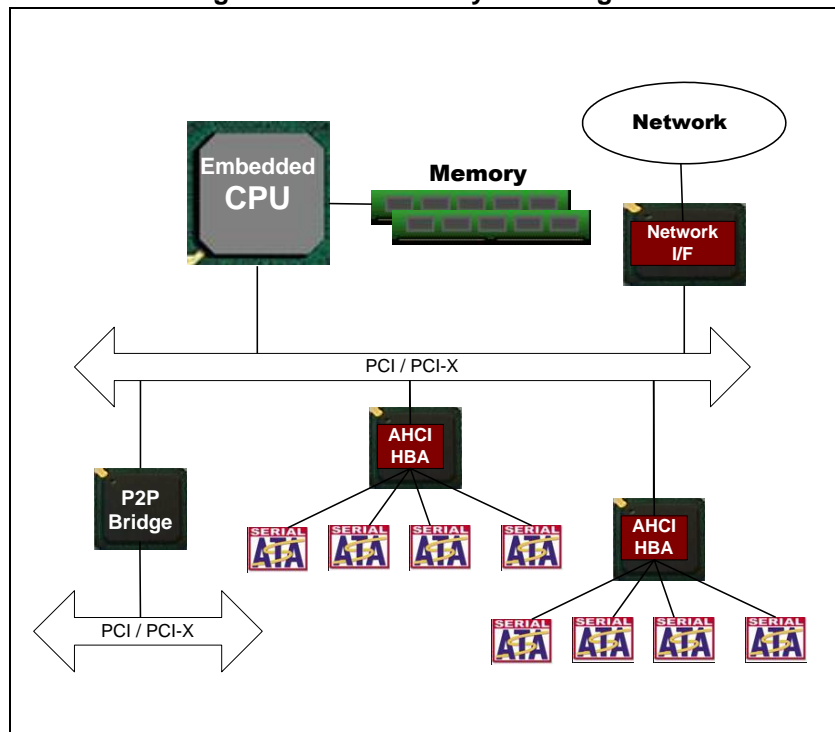 Embedded
CPU
Memory
Network
Network
I/F
PCI / PCI-X
AHCI
HBA
P2P
Bridge
AHCI
HBA
SERIAL
ATA
SERIAL
ATA
SERIAL
ATA
SERIAL
ATA
PCI / PCI-X
SERIAL
ATA
SERIAL
ATA
SERIAL
ATA
SERIAL
ATA